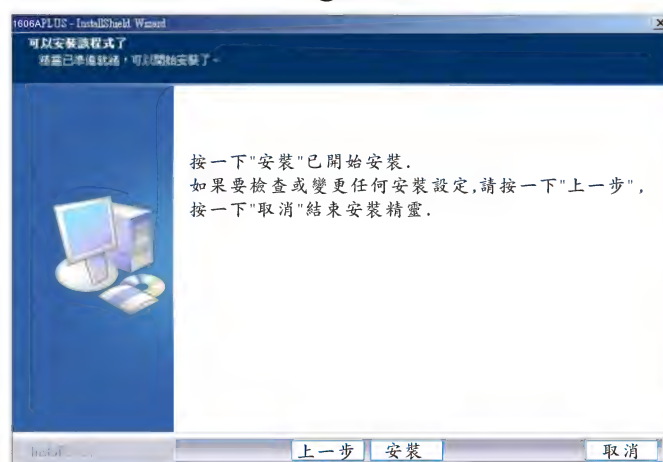 1606APLUS - InstallShield Wizard
可以安裝該程式了
精靈已準備就緒，可以開始安裝了。
按一下"安裝"已開始安裝.
如果要檢查或變更任何安裝設定,請按一下"上一步",
按一下"取消"結束安裝精靈.
上一步 安裝 取消